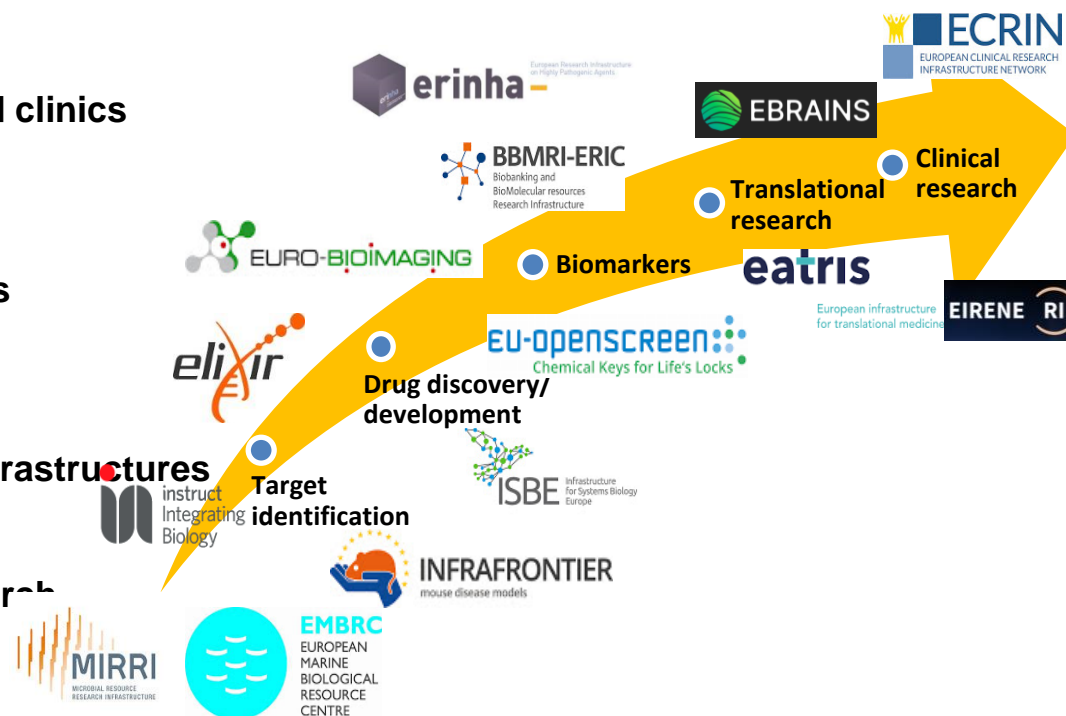 ECRIN
EUROPEAN CLINICAL RESEARCH
INFRASTRUCTURE NETWORK
erinha
European Research Infrastructure
on Highly Pathogenic Agents.
clinics
EBRAINS
BBMRI-ERIC
Biobanking and
BioMolecular resources
Research Infrastructure
Clinical
research
Translational
research
EURO-BIOIMAGING
Biomarkers
eatris
European infrastructure
for translational medicine
EIRENE RI
s
elixir
EU-OPENSCREEN
Chemical Keys for Life's Locks
Drug discovery/
development
rastructures
instruct
Integrating
Biology
Target
identification
ISBE
Infrastructure
for Systems Biology
Europe
INFRAFRONTIER
mouse disease models
MIRRI
MICROBIAL RESOURCE
RESEARCH INFRASTRUCTURE
EMBRC
EUROPEAN
MARINE
BIOLOGICAL
RESOURCE
CENTRE